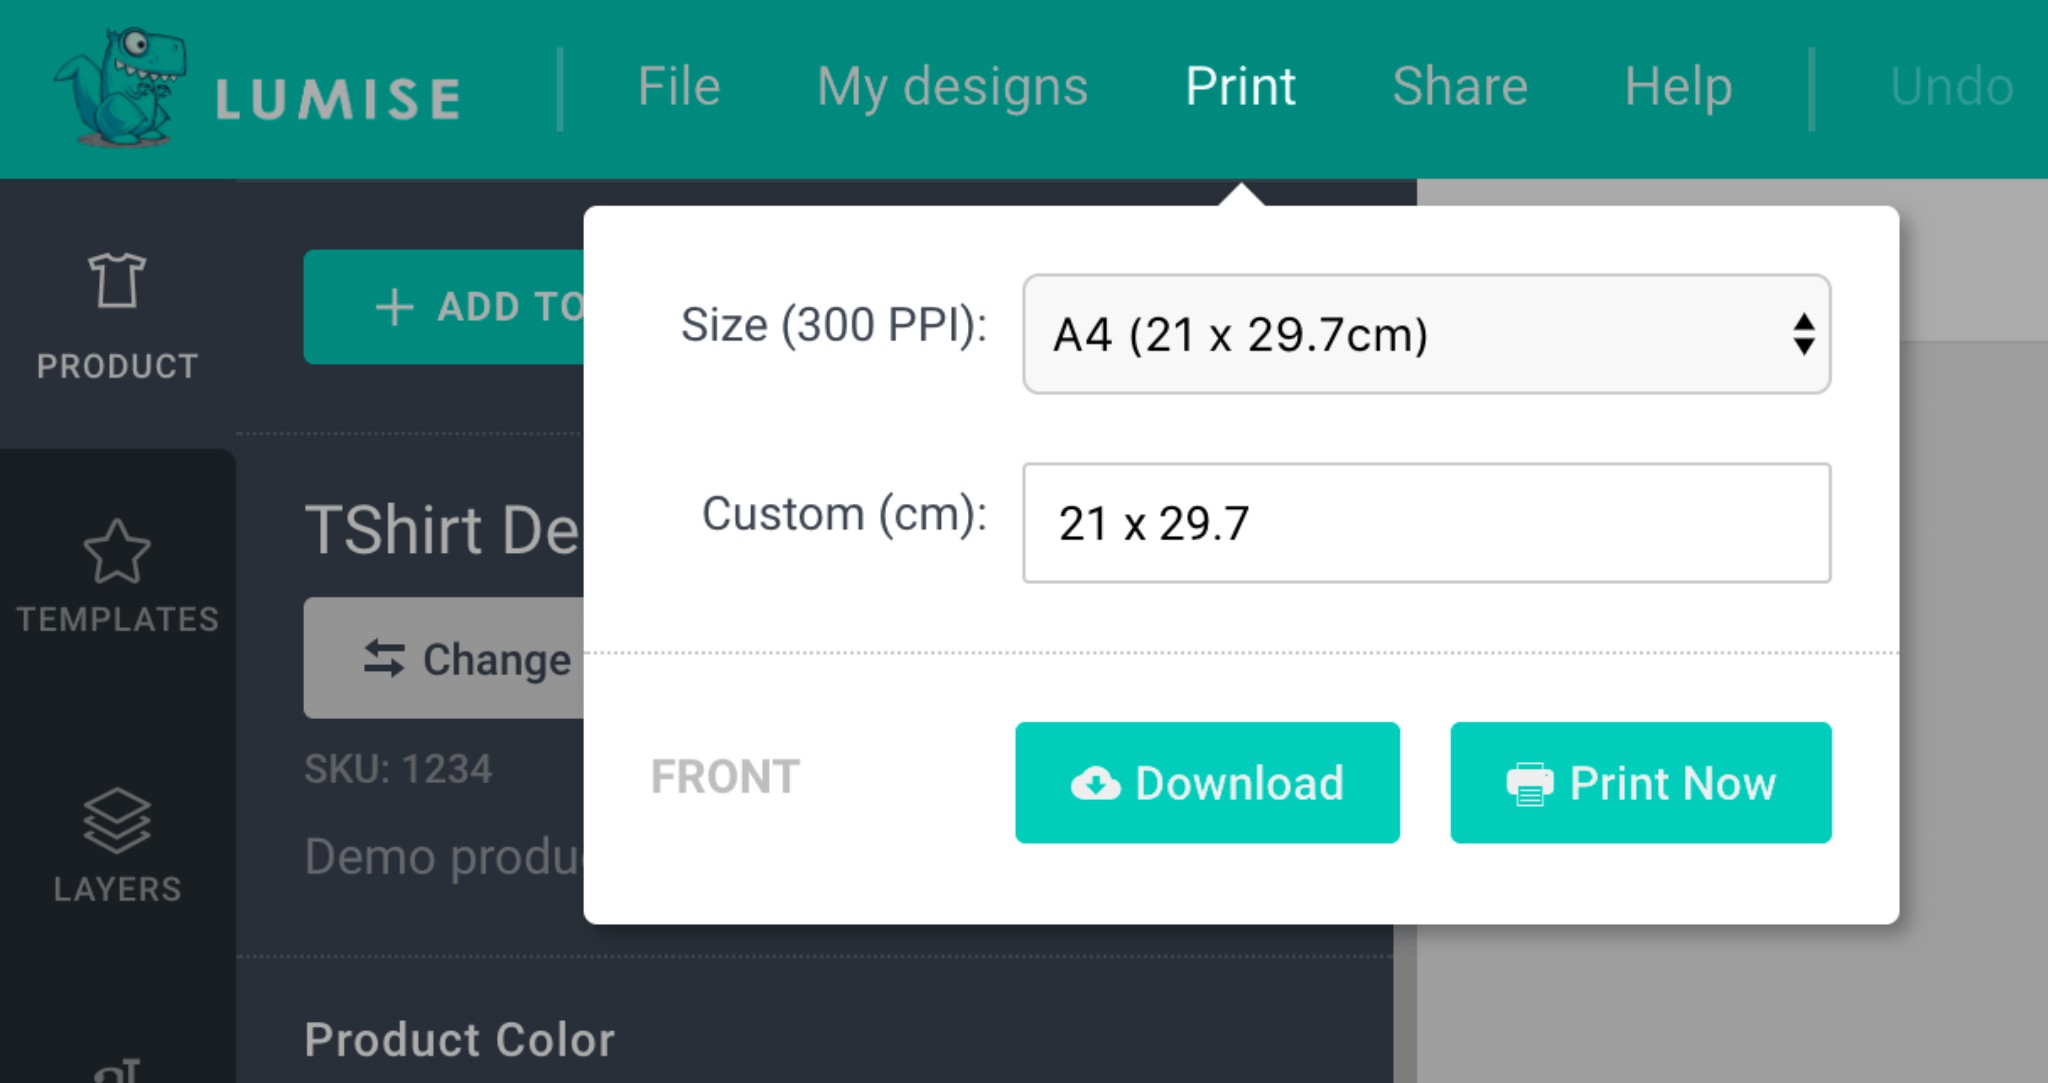 LUMISE
File
My designs
Print
Share
Help
Undo
PRODUCT
TEMPLATES
LAYERS
ADD TO
TShirt De
Change
SKU: 1234
Demo produ
Product Color
Size (300 PPI):
A4 (21 x 29.7cm)
Custom (cm):
21 x 29.7
FRONT
Download
Print Now